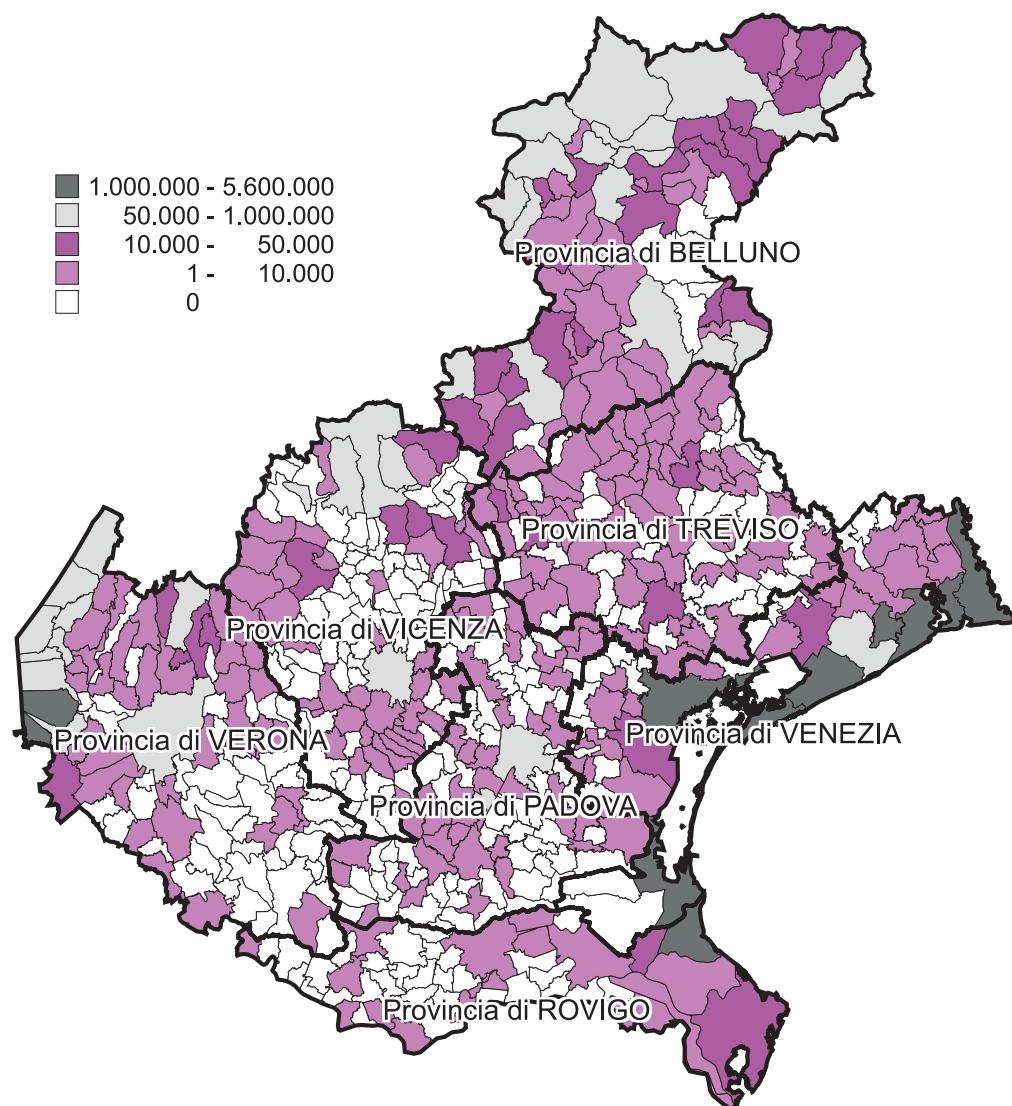 1.000.000 - 5.600.000
50.000 - 1.000.000
10.000 - 50.000
1 - 10.000
0
Provincia di BELLUNO
Provincia di TREVISO
Provincia di VICENZA
Provincia di VENEZIA
Provincia di VERONA
Provincia di PADOVA
Provincia di ROVIGO